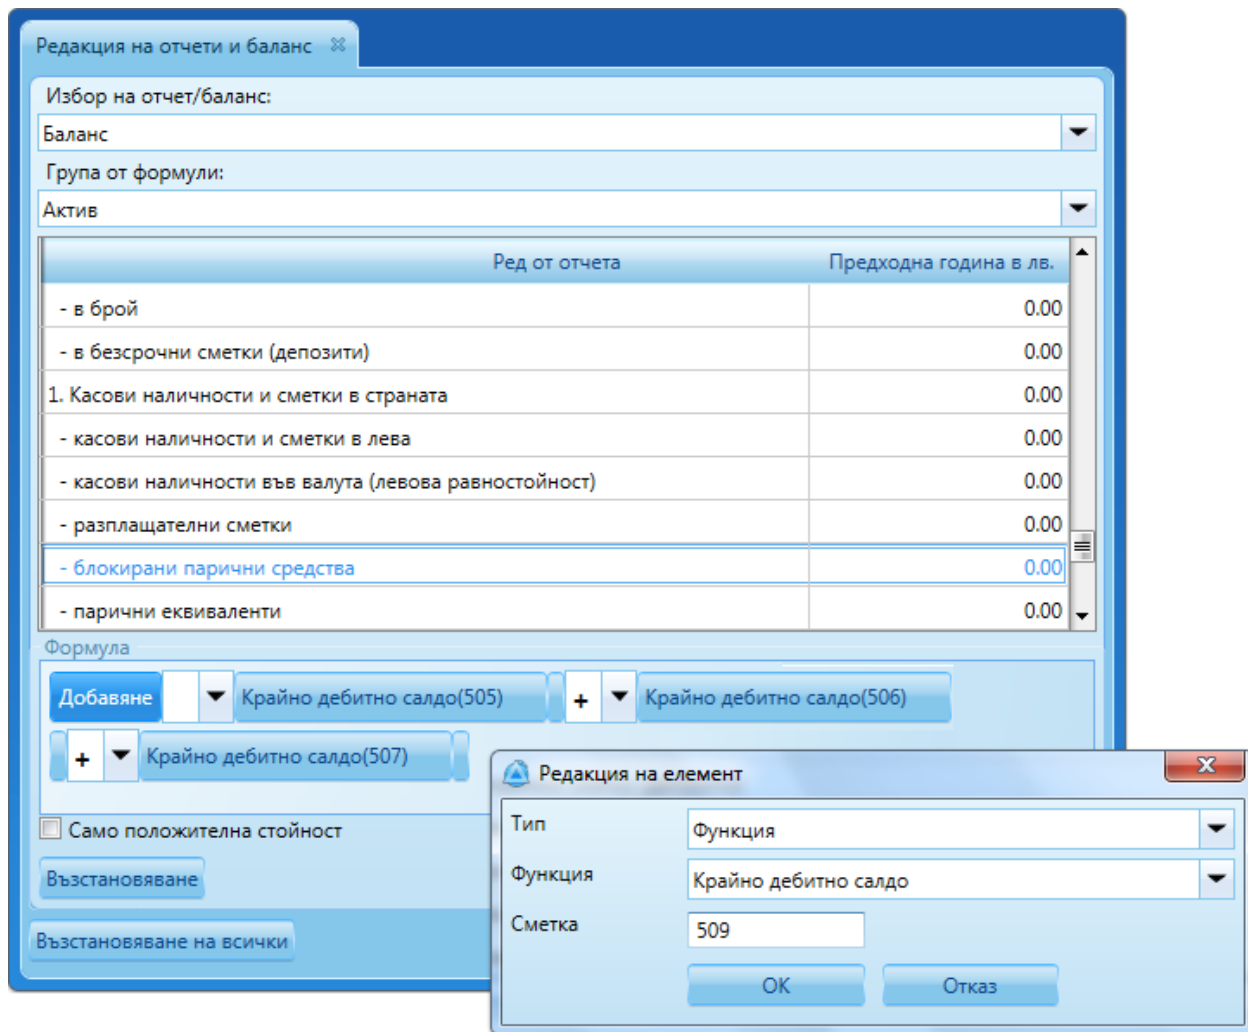 Редакция на отчети и баланс
Избор на отчет/баланс:
Баланс
Група от формули:
Актив
Ред от отчета Предходна година в лв.
- в брой 0.00
- в безсрочни сметки (депозити) 0.00
1. Касови наличности и сметки в страната 0.00
- касови наличности и сметки в лева 0.00
- касови наличности във валута (левова равностойност) 0.00
- разплащателни сметки 0.00
- блокирани парични средства 0.00
- парични еквиваленти 0.00
Формула
Добавяне Крайно дебитно салдо(505) + Крайно дебитно салдо(506)
+ Крайно дебитно салдо(507)
Само положителна стойност
Възстановяване
Възстановяване на всички
Редакция на елемент
Тип Функция
Функция Крайно дебитно салдо
Сметка 509
ОК Отказ